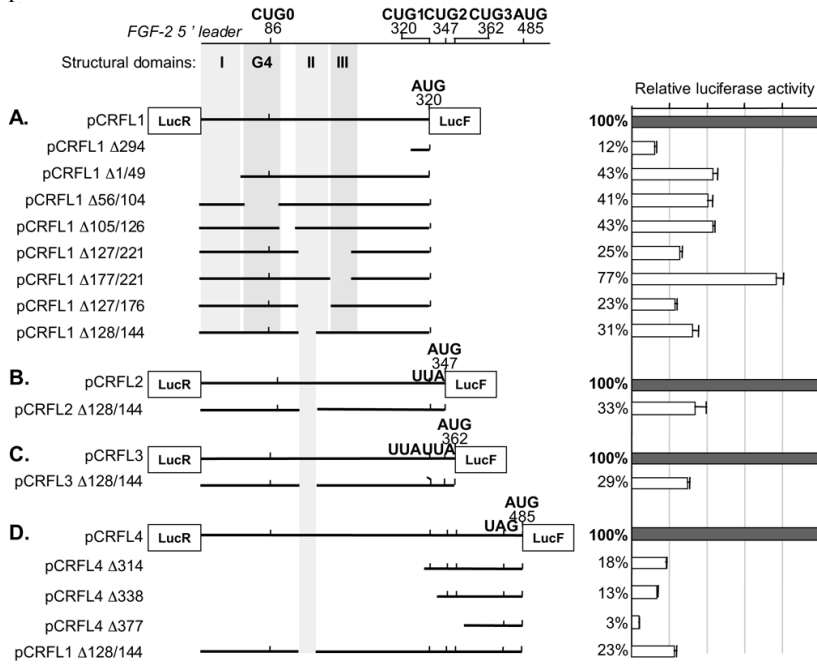 CUG0 CUG1CUG2 CUG3AUG
FGF-2 5 ' leader 86 320 347 362 485
Structural domains: I G4 II III
Relative luciferase activity
A. AUG
320
pCRFL1 LucR LucF 100%
pCRFL1 Δ294 12%
pCRFL1 Δ1/49 43%
pCRFL1 Δ56/104 41%
pCRFL1 Δ105/126 43%
pCRFL1 Δ127/221 25%
pCRFL1 Δ177/221 77%
pCRFL1 Δ127/176 23%
pCRFL1 Δ128/144 31%
B. AUG
347
UUA
pCRFL2 LucR LucF 100%
pCRFL2 Δ128/144 33%
C. AUG
362
UUAUUA
pCRFL3 LucR LucF 100%
pCRFL3 Δ128/144 29%
D. AUG
485
UAG
pCRFL4 LucR LucF 100%
pCRFL4 Δ314 18%
pCRFL4 Δ338 13%
pCRFL4 Δ377 3%
pCRFL1 Δ128/144 23%